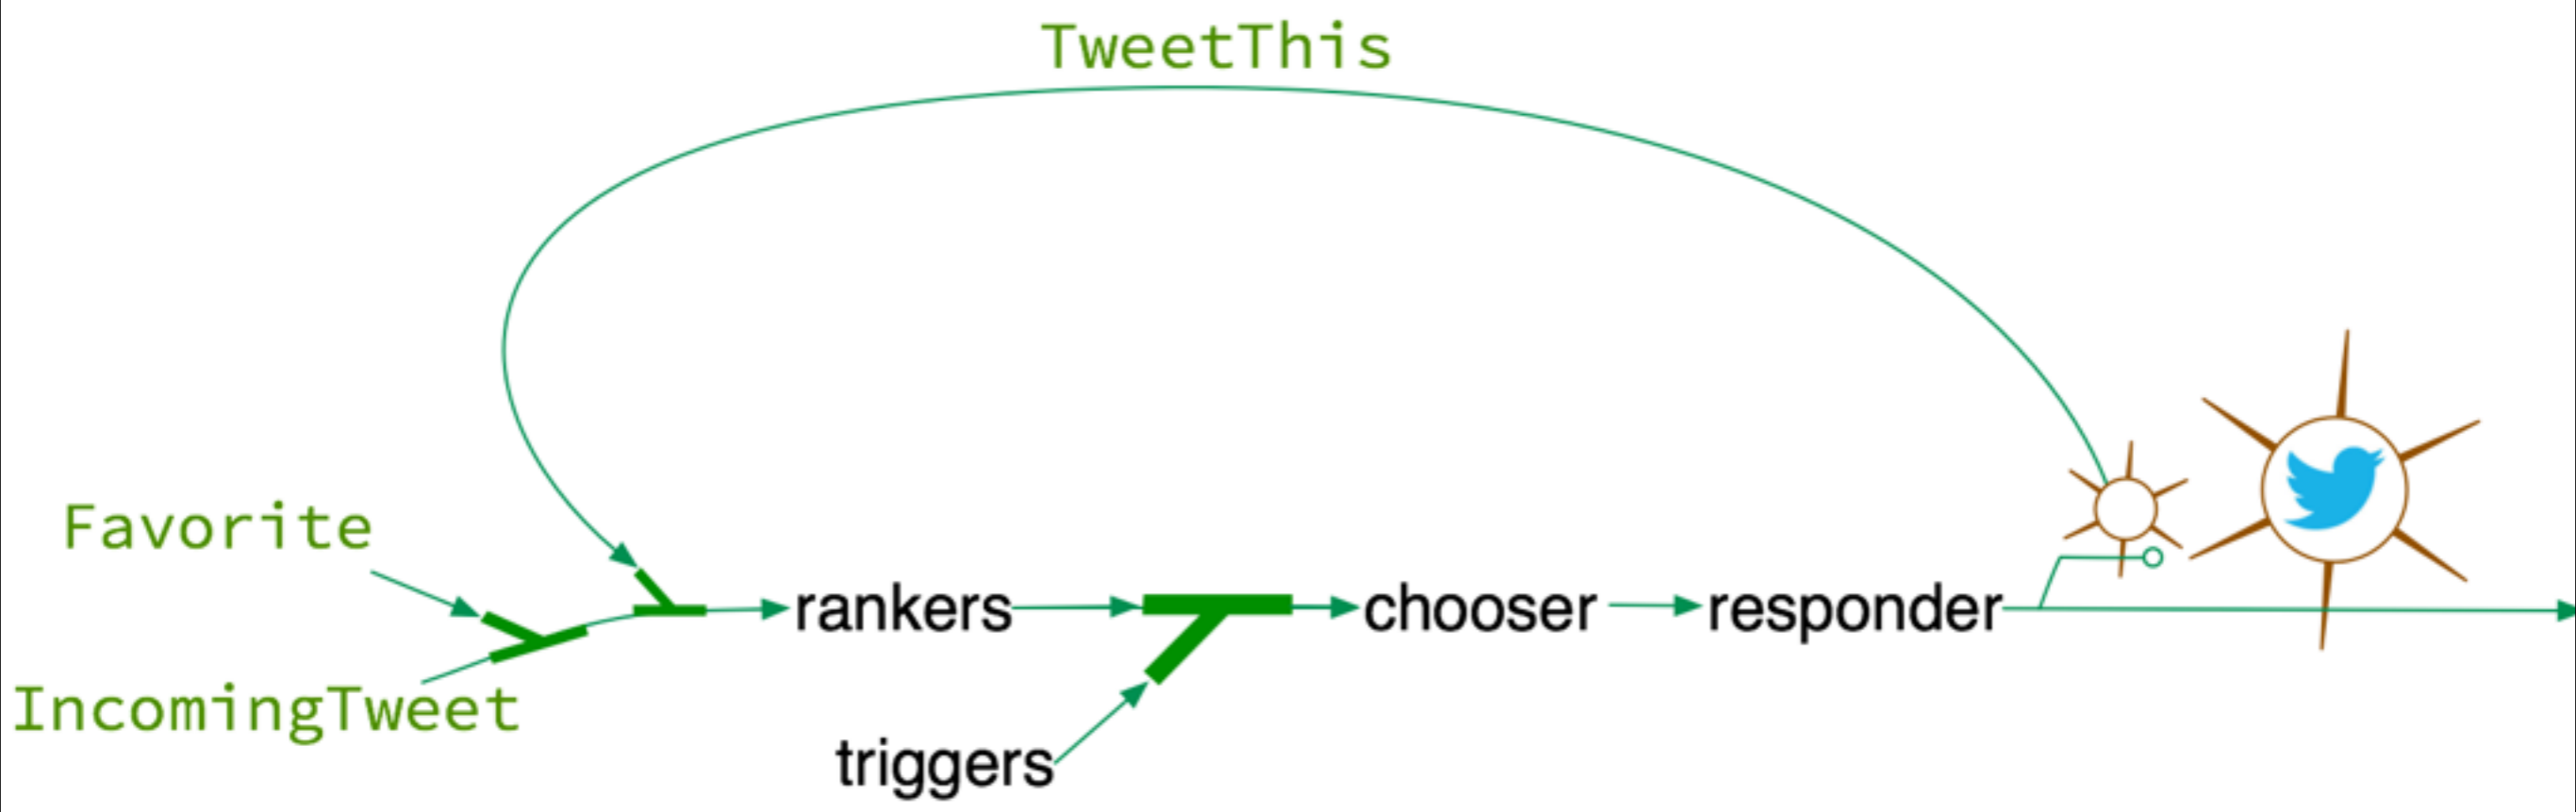 TweetThis
Favorite
IncomingTweet
rankers
chooser
responder
triggers